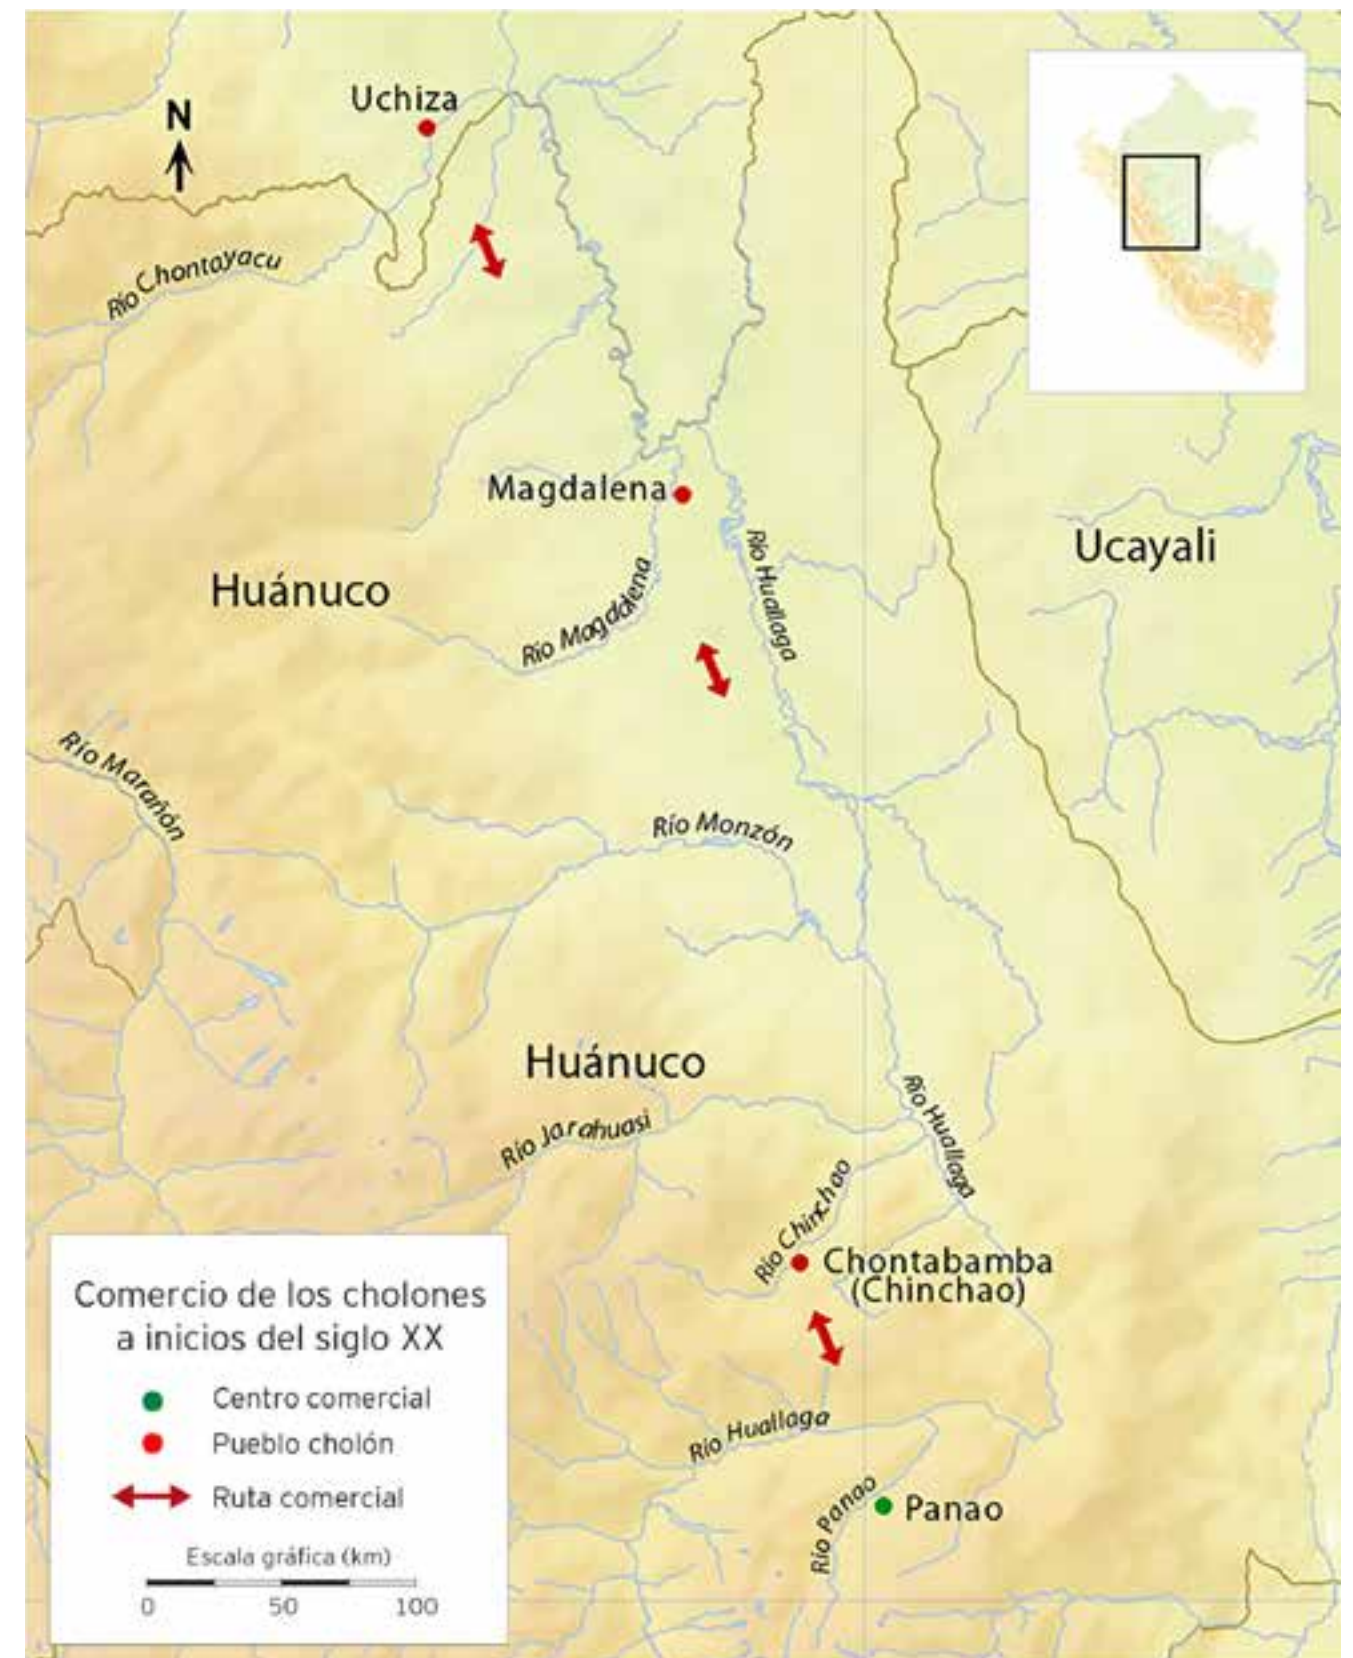 N
Uchiza
Río Chontayacu
Magdalena
Río Huallaga
Ucayali
Huánuco
Río Magdalena
Río Marañón
Río Monzón
Huánuco
Río Huallaga
Río Jarahuasi
Río Chinchao
Chontabamba
(Chinchao)
Río Huallaga
Río Panao
Panao
Comercio de los cholones
a inicios del siglo XX
Centro comercial
Pueblo cholón
Ruta comercial
Escala gráfica (km)
0 50 100